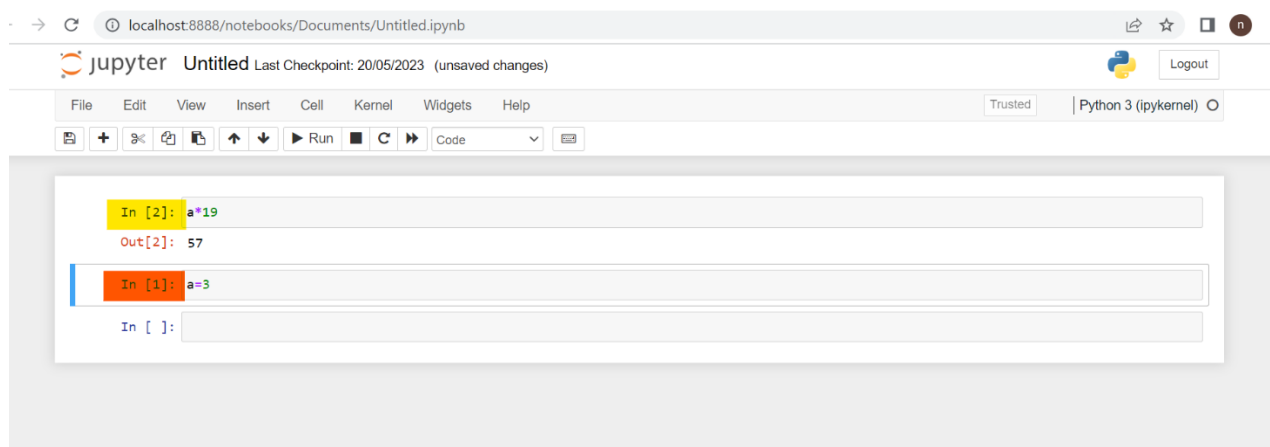 localhost:8888/notebooks/Documents/Untitled.ipynb
n
jupyter Untitled Last Checkpoint: 20/05/2023 (unsaved changes)
Logout
File Edit View Insert Cell Kernel Widgets Help
Trusted
Python 3 (ipykernel)
Run
Code
In [2]: a*19
Out[2]: 57
In [1]: a=3
In [ ]: